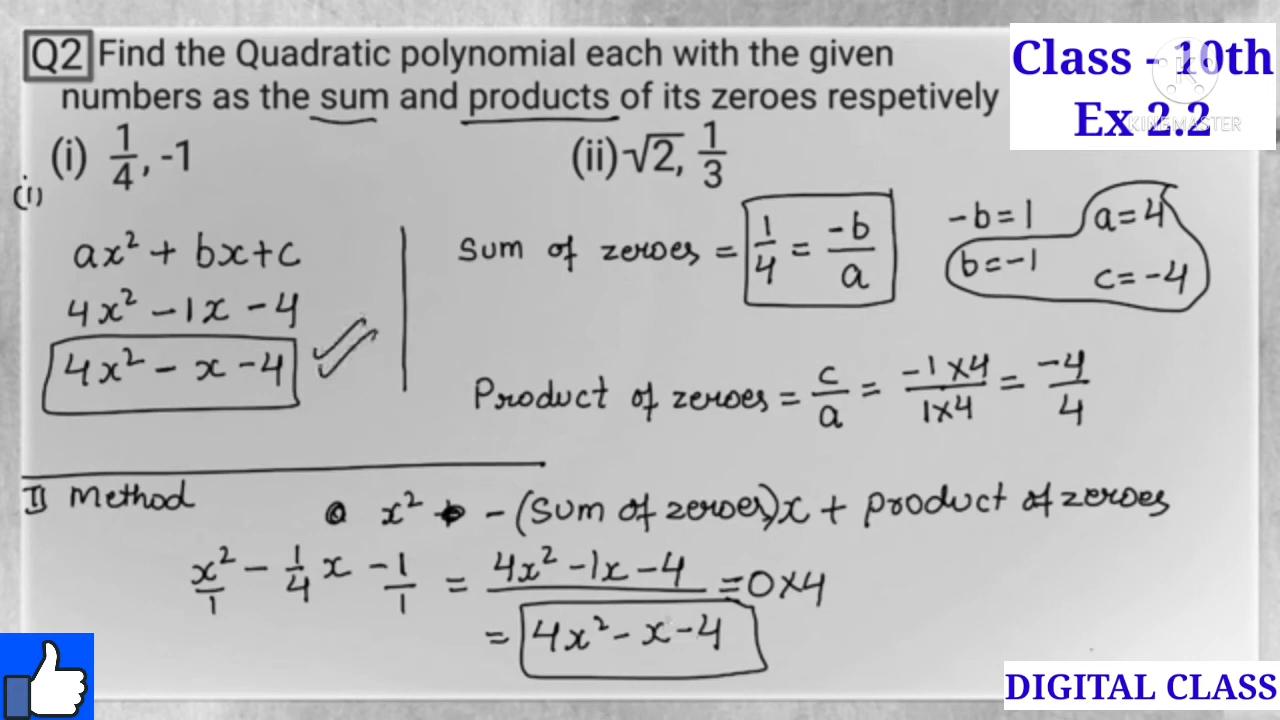 Q2 Find the Quadratic polynomial each with the given
numbers as the sum and products of its zeroes respetively
Class - 10th
Ex 2.2
KINEMASTER
(i) 1/4, -1
(ii) √2, 1/3
(i)
ax² + bx + c
4x² - 1x - 4
4x² - x - 4
Sum of zeroes = 1/4 = -b/a
-b = 1
b = -1
a = 4
c = -4
Product of zeroes = c/a = -1×4/1×4 = -4/4
II Method
x² - (Sum of zeroes)x + product of zeroes
x²/1 - 1/4 x - 1/1 = 4x² - 1x - 4 = 0×4
= 4x² - x - 4
DIGITAL CLASS